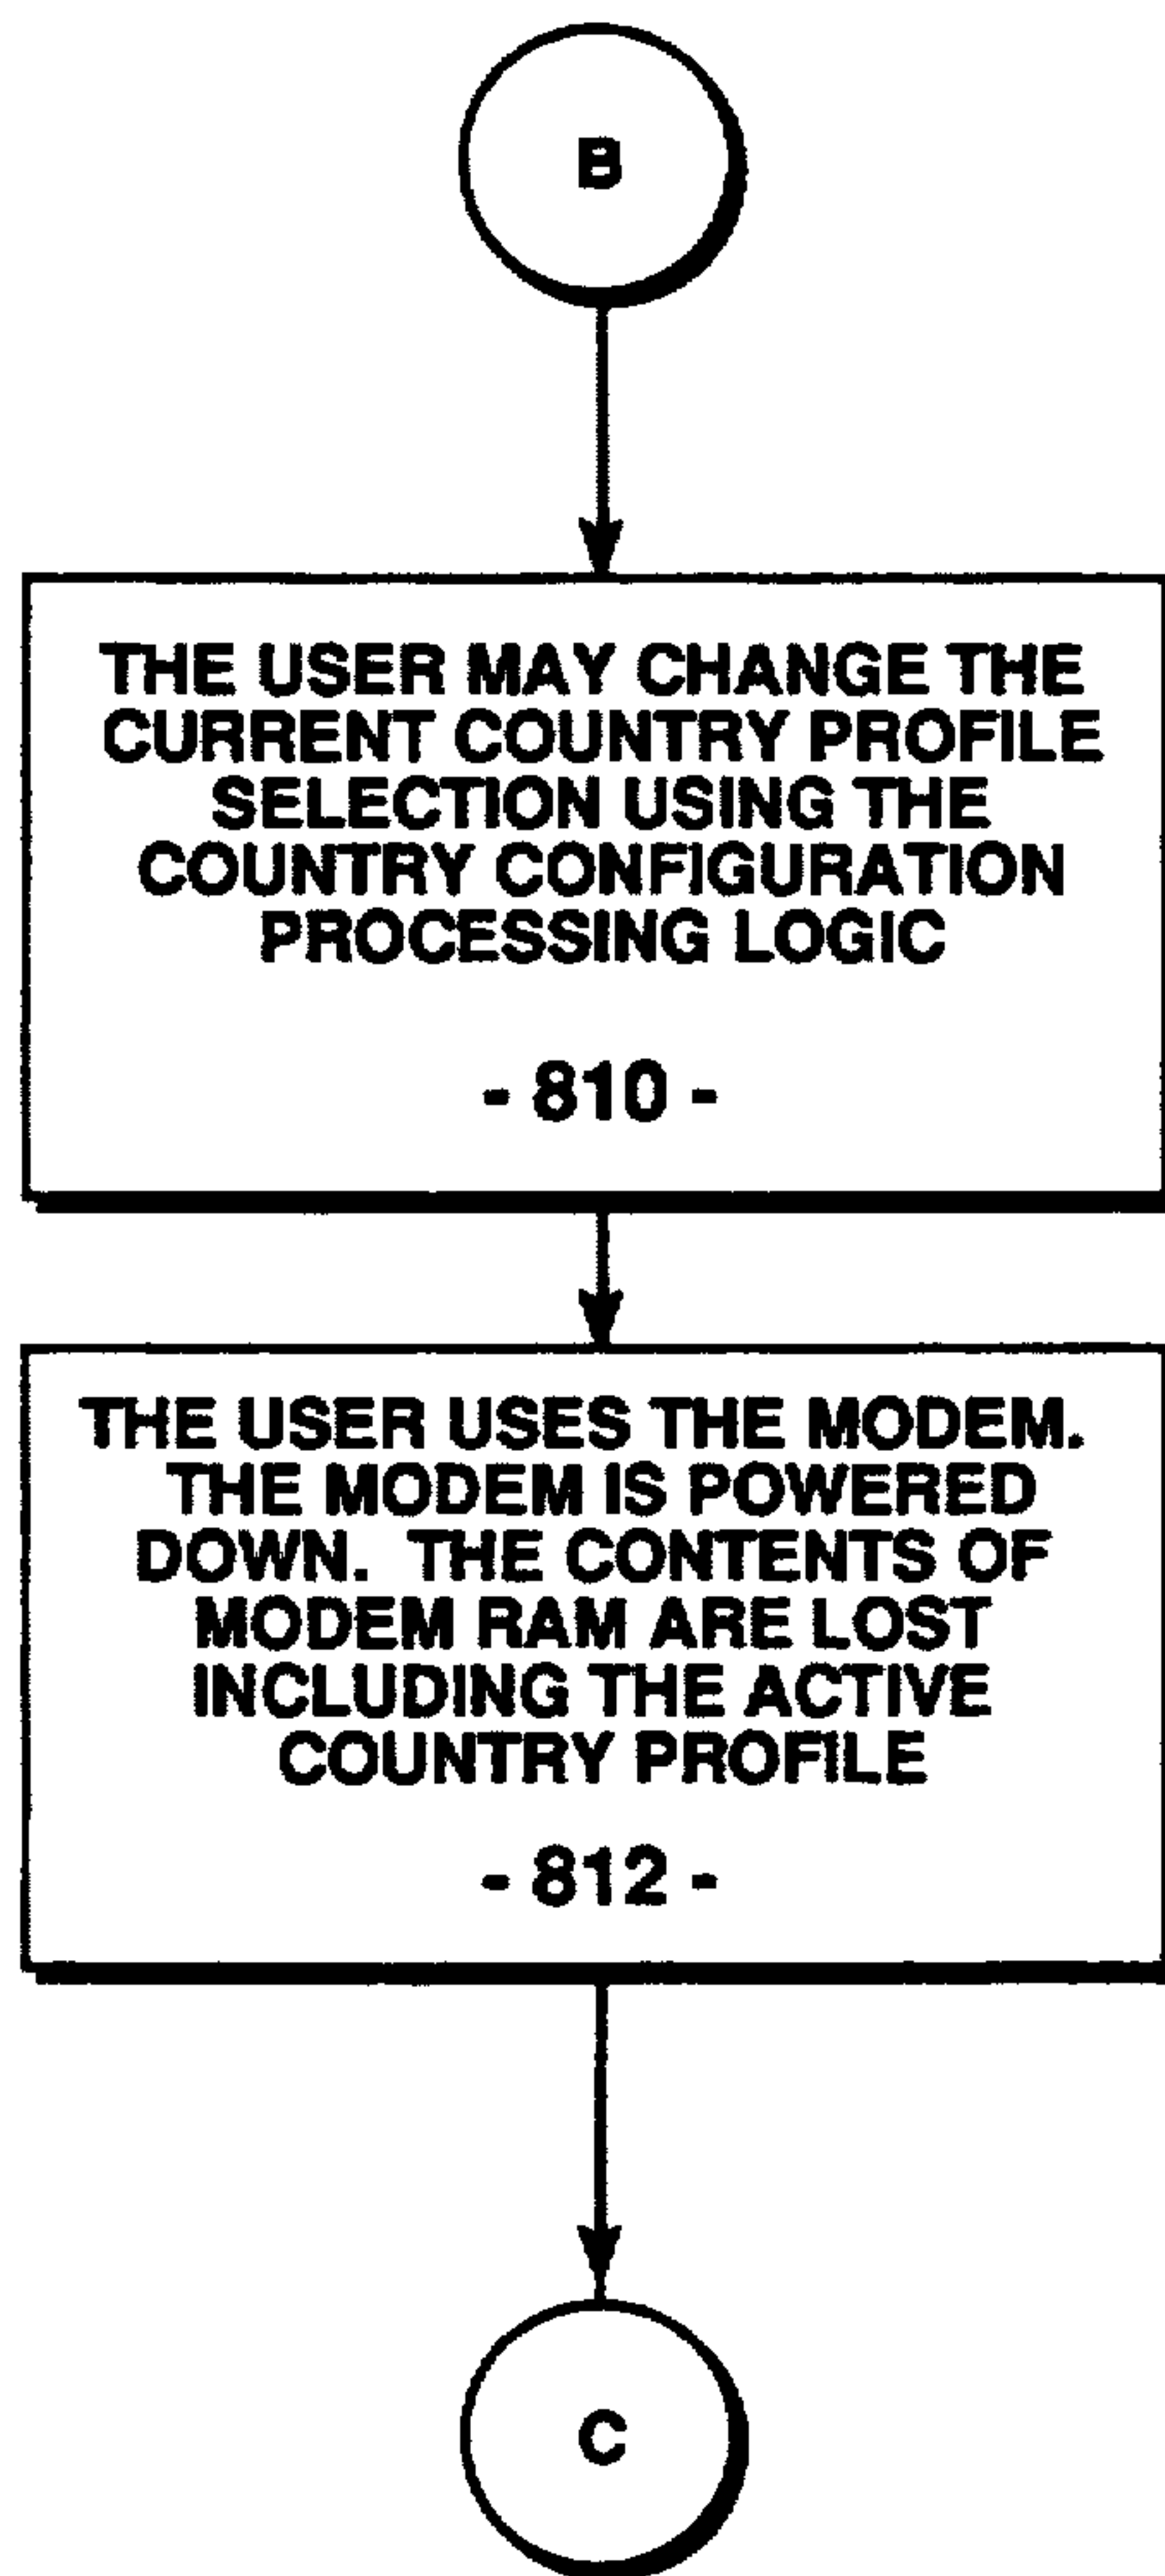 B
THE USER MAY CHANGE THE
CURRENT COUNTRY PROFILE
SELECTION USING THE
COUNTRY CONFIGURATION
PROCESSING LOGIC
- 810 -
THE USER USES THE MODEM.
THE MODEM IS POWERED
DOWN. THE CONTENTS OF
MODEM RAM ARE LOST
INCLUDING THE ACTIVE
COUNTRY PROFILE
- 812 -
C